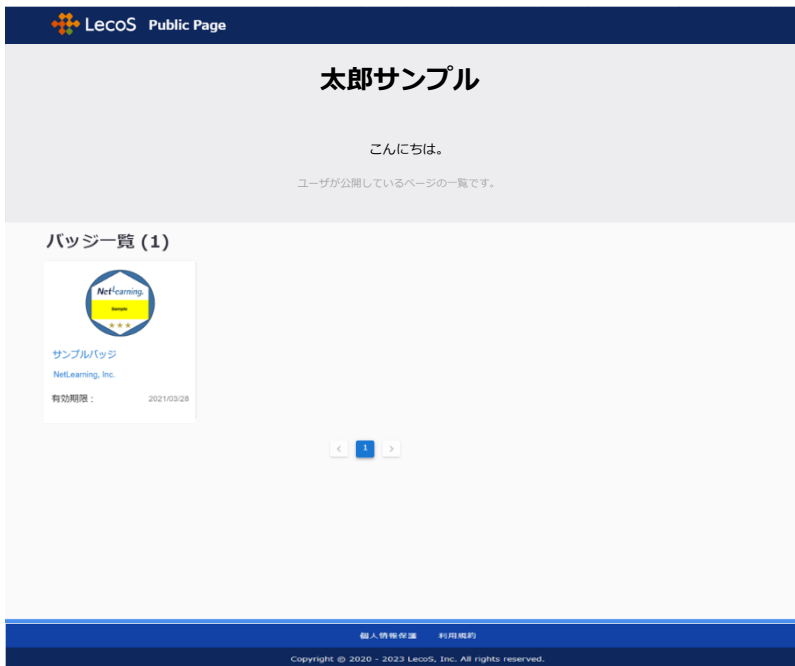 LecoS Public Page
太郎サンプル
こんにちは。
ユーザが公開しているページの一覧です。
バッジ一覧 (1)
NetLearning.
Sample
サンプルバッジ
NetLearning, Inc.
有効期限： 2021/03/28
< 1 >
個人情報保護 利用規約
Copyright © 2020 - 2023 LecoS, Inc. All rights reserved.